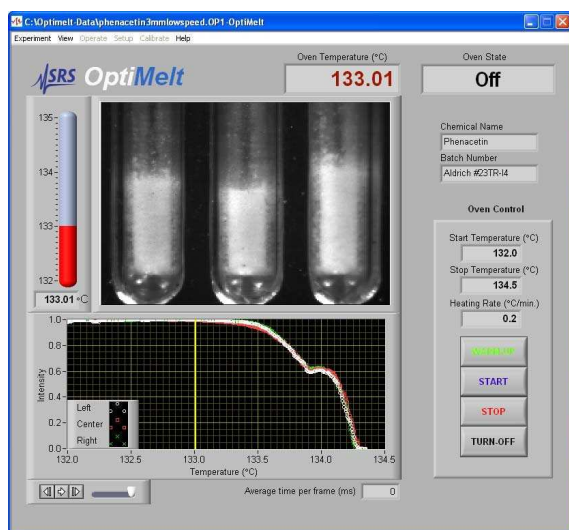 C:\Optimelt-Data\phenacetin3mmlowspeed.OP1-OptiMelt
Experiment View Operate Setup Calibrate Help
SRS OptiMelt
Oven Temperature (°C)
133.01
Oven State
Off
135
134
133
132
133.01 °C
Chemical Name
Phenacetin
Batch Number
Aldrich #23TR-I4
Oven Control
Start Temperature (°C)
132.0
Stop Temperature (°C)
134.5
Heating Rate (°C/min.)
0.2
START
STOP
TURN-OFF
Intensity
1.0
0.8
0.6
0.4
0.2
0.0
Left
Center
Right
132.0 132.5 133.0 133.5 134.0 134.5
Temperature (°C)
Average time per frame (ms) 0